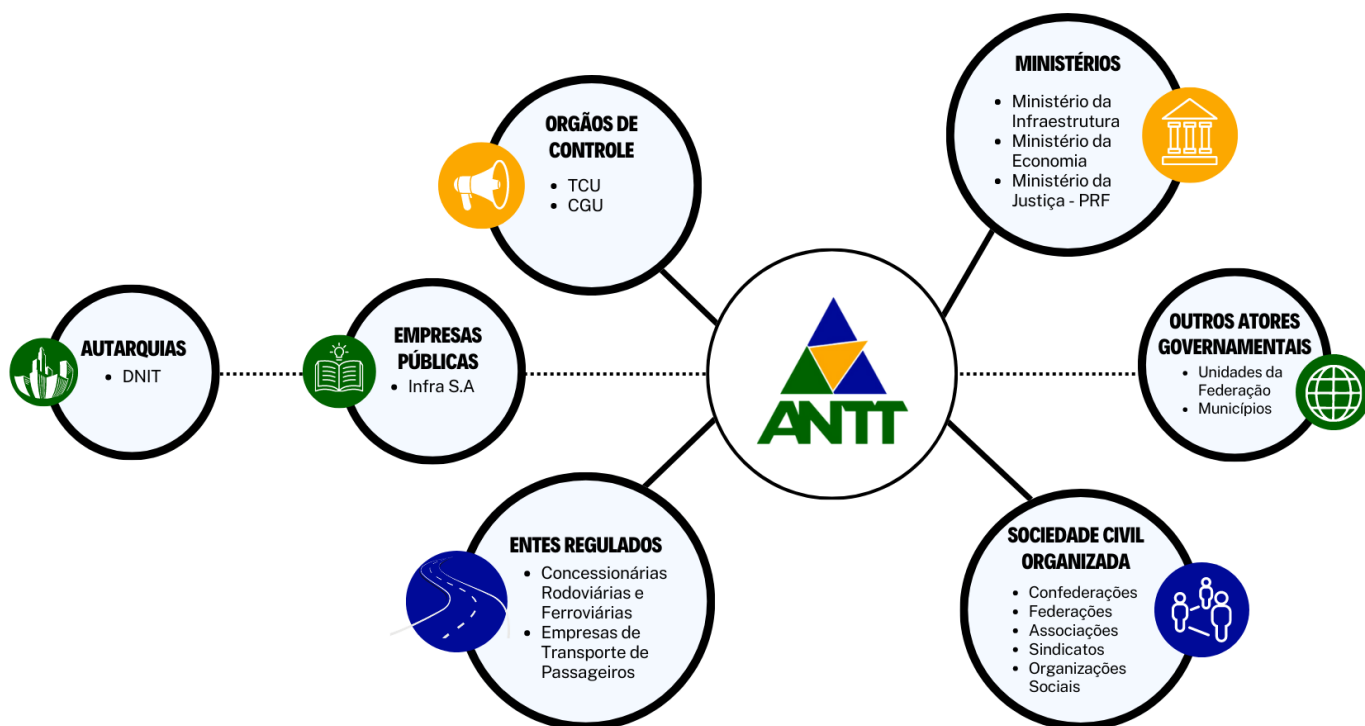 MINISTÉRIOS
• Ministério da
Infraestrutura
• Ministério da
Economia
• Ministério da
Justiça - PRF
ORGÃOS DE
CONTROLE
• TCU
• CGU
AUTARQUIAS
• DNIT
EMPRESAS
PÚBLICAS
• Infra S.A
ANTT
OUTROS ATORES
GOVERNAMENTAIS
• Unidades da
Federação
• Municípios
ENTES REGULADOS
• Concessionárias
Rodoviárias e
Ferroviárias
• Empresas de
Transporte de
Passageiros
SOCIEDADE CIVIL
ORGANIZADA
• Confederações
• Federações
• Associações
• Sindicatos
• Organizações
Sociais